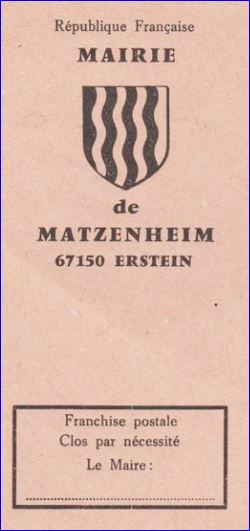 République Française
MAIRIE
de
MATZENHEIM
67150 ERSTEIN
Franchise postale
Clos par nécessité
Le Maire :